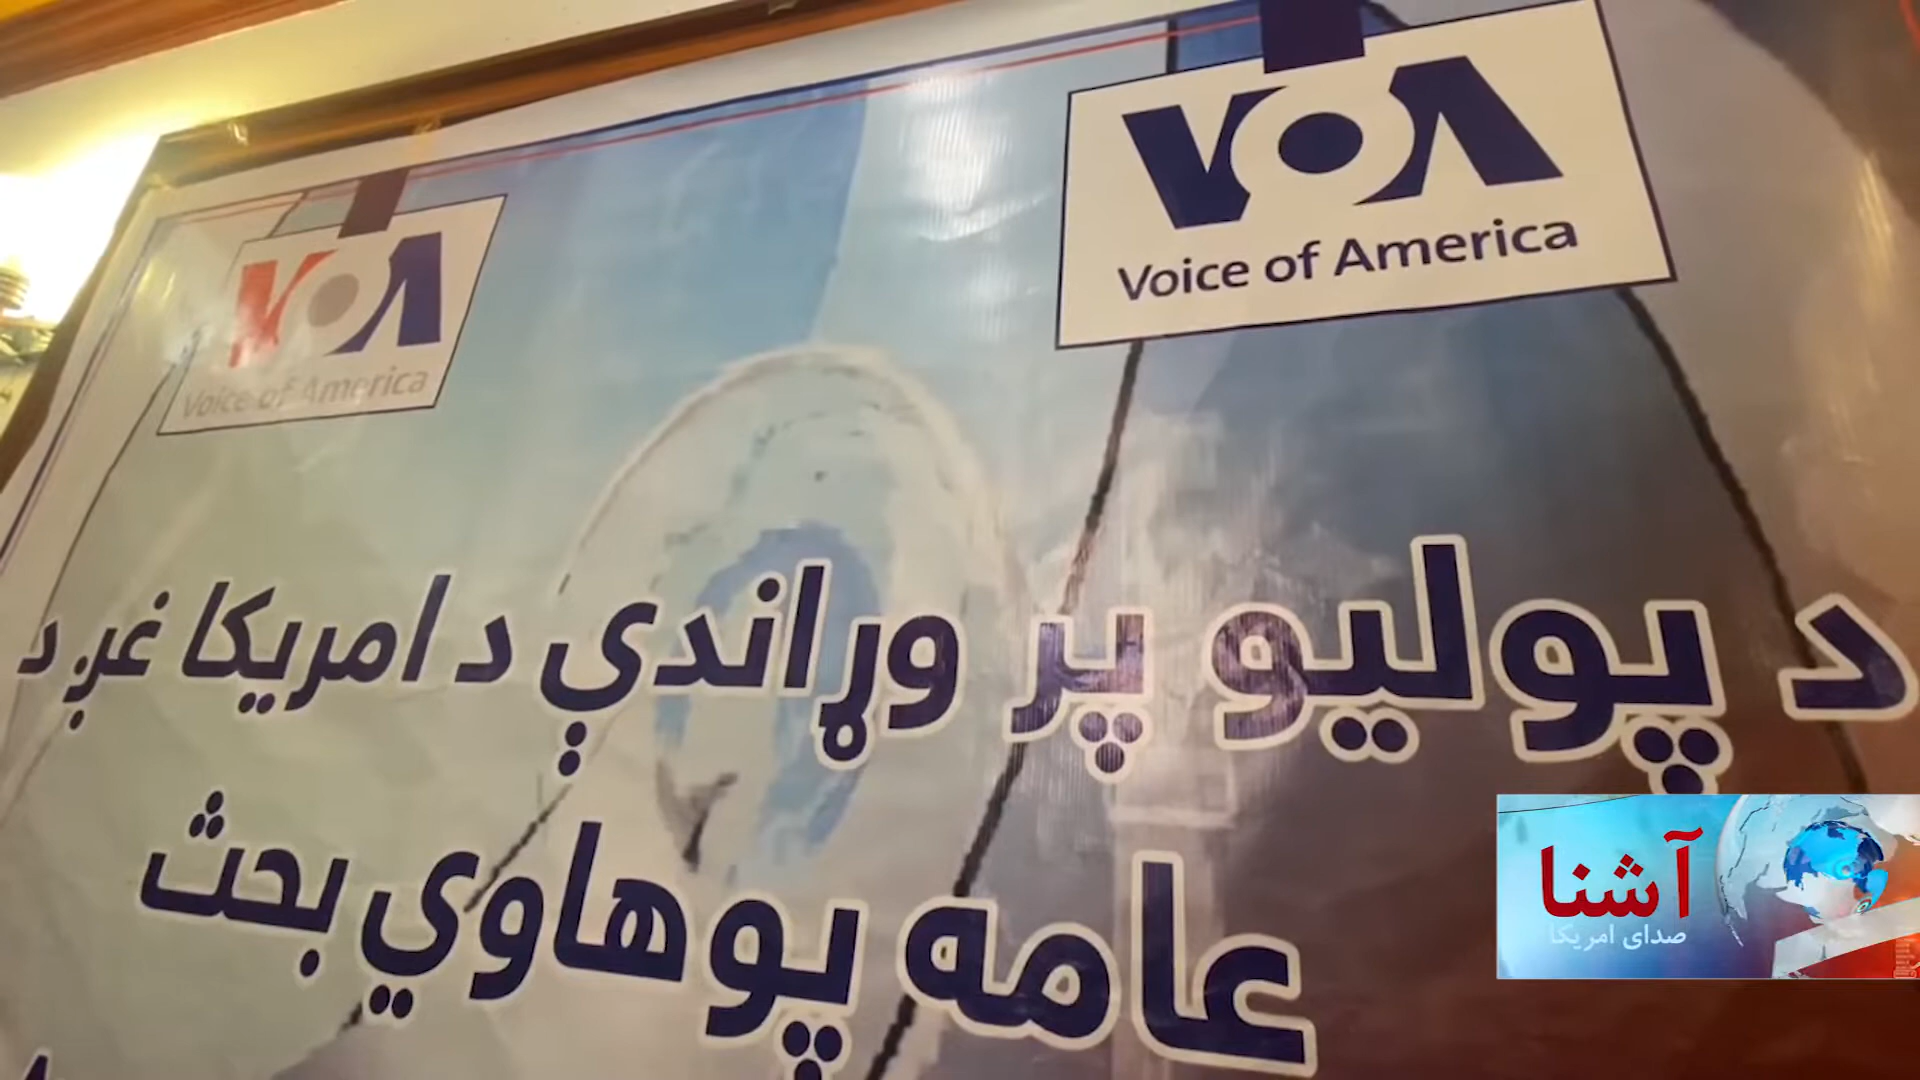 VOA
Voice of America
VOA
Voice of America
د پولیو پر وړاندې د امریکا غږ د
عامه پوهاوي بحث
آشنا
صدای امریکا